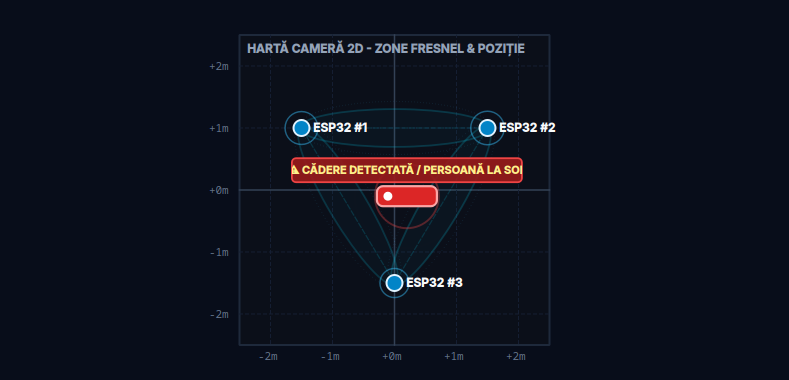 HARTĂ CAMERĂ 2D - ZONE FRESNEL & POZIȚIE
+2m
+1m
ESP32 #1
ESP32 #2
CĂDERE DETECTATĂ / PERSOANĂ LA SOL
+0m
-1m
ESP32 #3
-2m
-2m -1m +0m +1m +2m